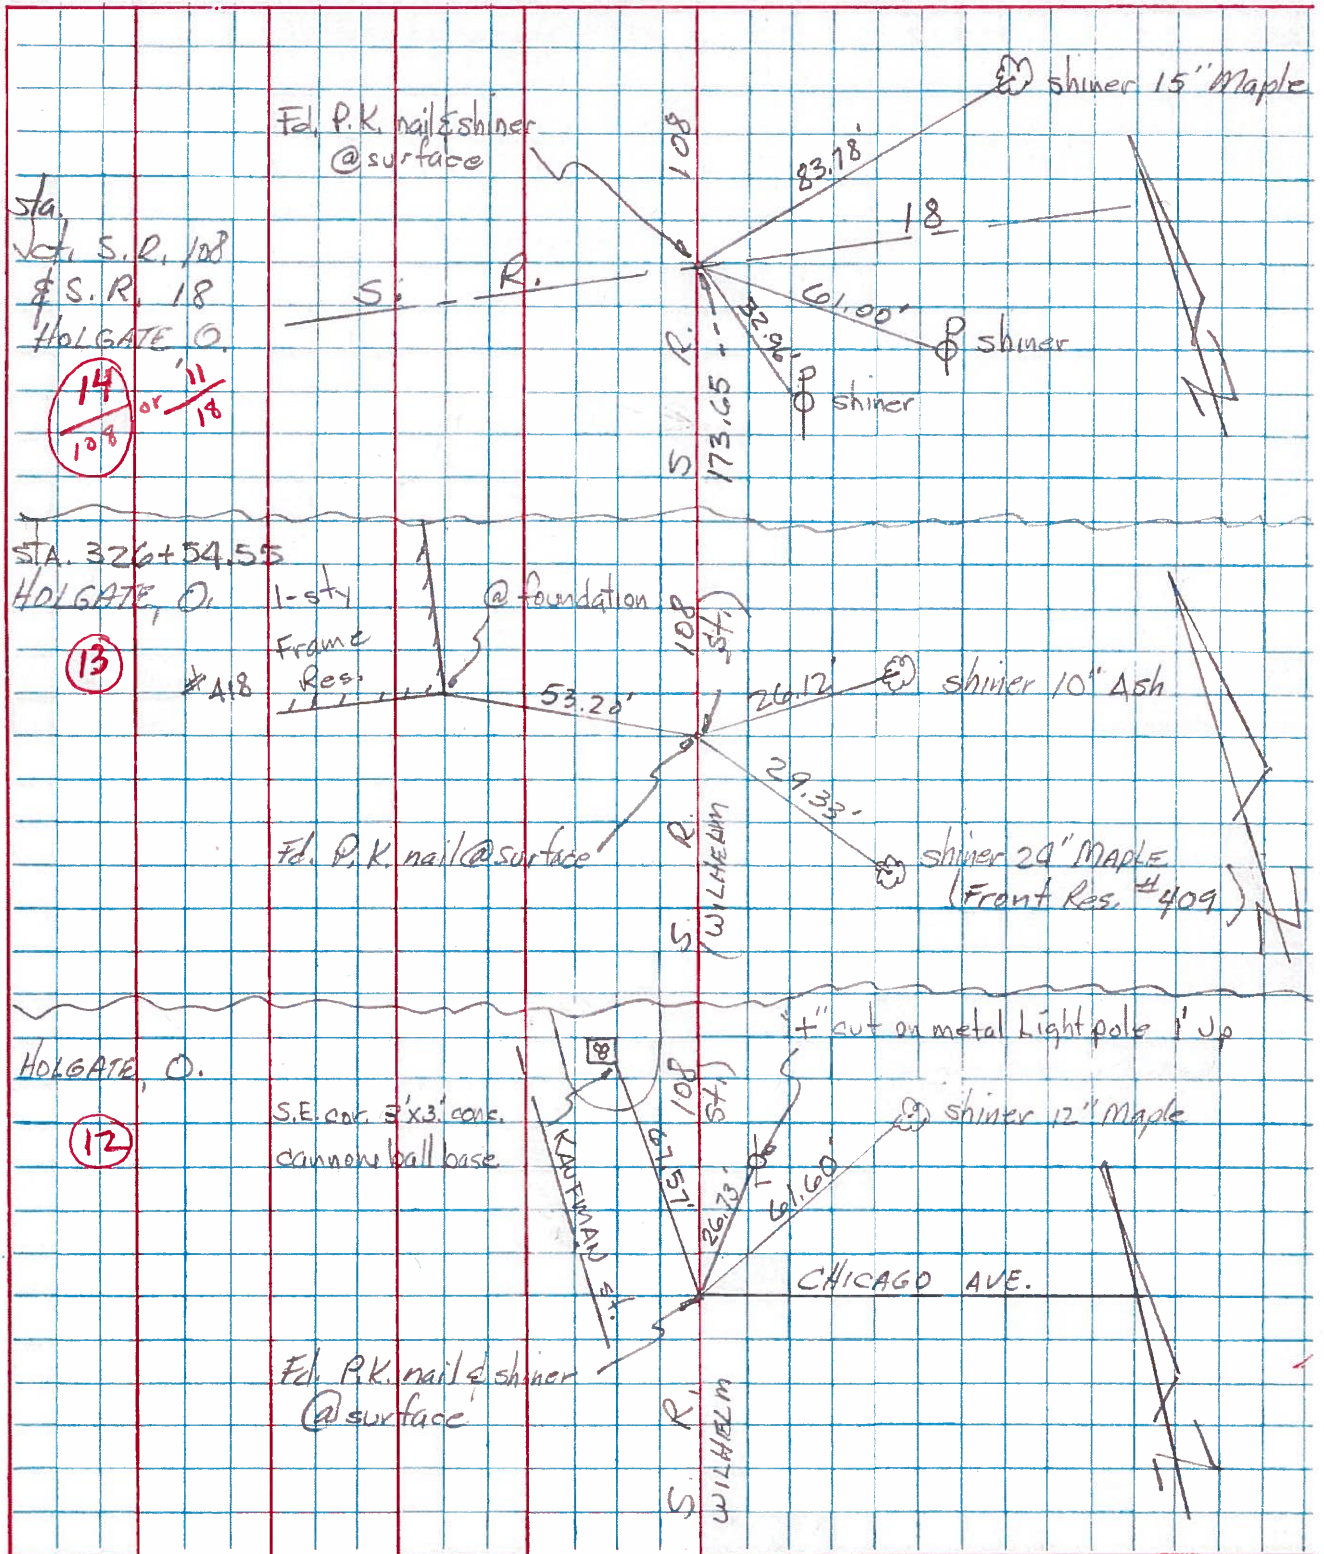 Fd. P.K. nail & shiner
@ surface
108
shiner 15" Maple
83.78'
18
sta.
Jct. S.R. 108
& S.R. 18
HOLGATE, O.
S. R.
61.00'
32.96'
shiner
shiner
14/108 or 11/18
S R.
173.65
N
STA. 326+54.55
HOLGATE, O.
1-sty
Frame
Res.
#418
@ foundation
108
St.)
53.20'
26.12'
shiner 10" Ash
29.33'
13
Fd. P.K. nail @ surface
S R.
(WILHELM
shiner 24" MAPLE
(Front Res. #409)
N
"+" cut on metal Light pole 1' Up
HOLGATE, O.
12
S.E. cor. 3'x3' conc.
cannon ball base
KAUFMAN St.
67.57'
108
St.)
26.73'
61.60'
shiner 12" Maple
CHICAGO AVE.
Fd. P.K. nail & shiner
@ surface
S R.
WILHELM
N